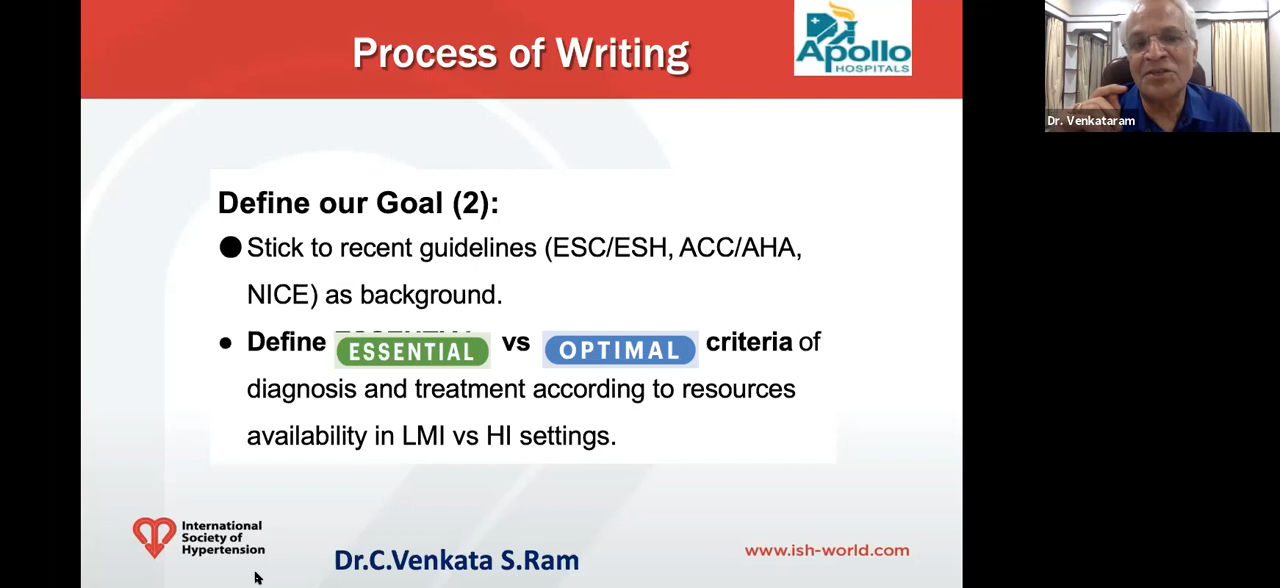 Process of Writing
Apollo
HOSPITALS
Dr. Venkataram
Define our Goal (2):
● Stick to recent guidelines (ESC/ESH, ACC/AHA,
NICE) as background.
● Define ESSENTIAL vs OPTIMAL criteria of
diagnosis and treatment according to resources
availability in LMI vs HI settings.
International
Society of
Hypertension
Dr.C.Venkata S.Ram
www.ish-world.com